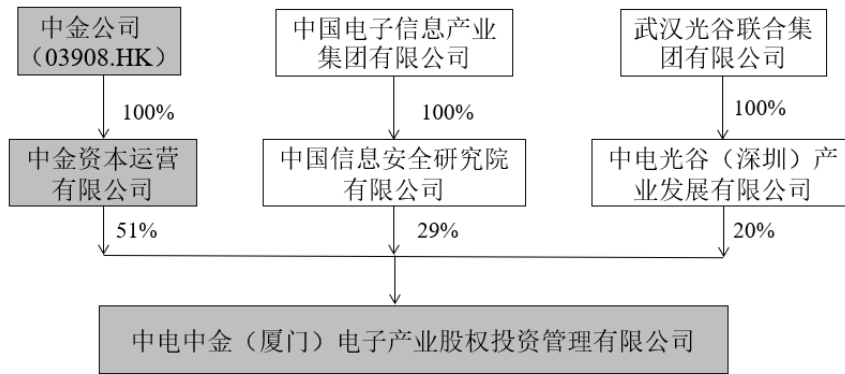 中金公司
（03908.HK）
中国电子信息产业
集团有限公司
武汉光谷联合集
团有限公司
100%
100%
100%
中金资本运营
有限公司
中国信息安全研究院
有限公司
中电光谷（深圳）产
业发展有限公司
51%
29%
20%
中电中金（厦门）电子产业股权投资管理有限公司